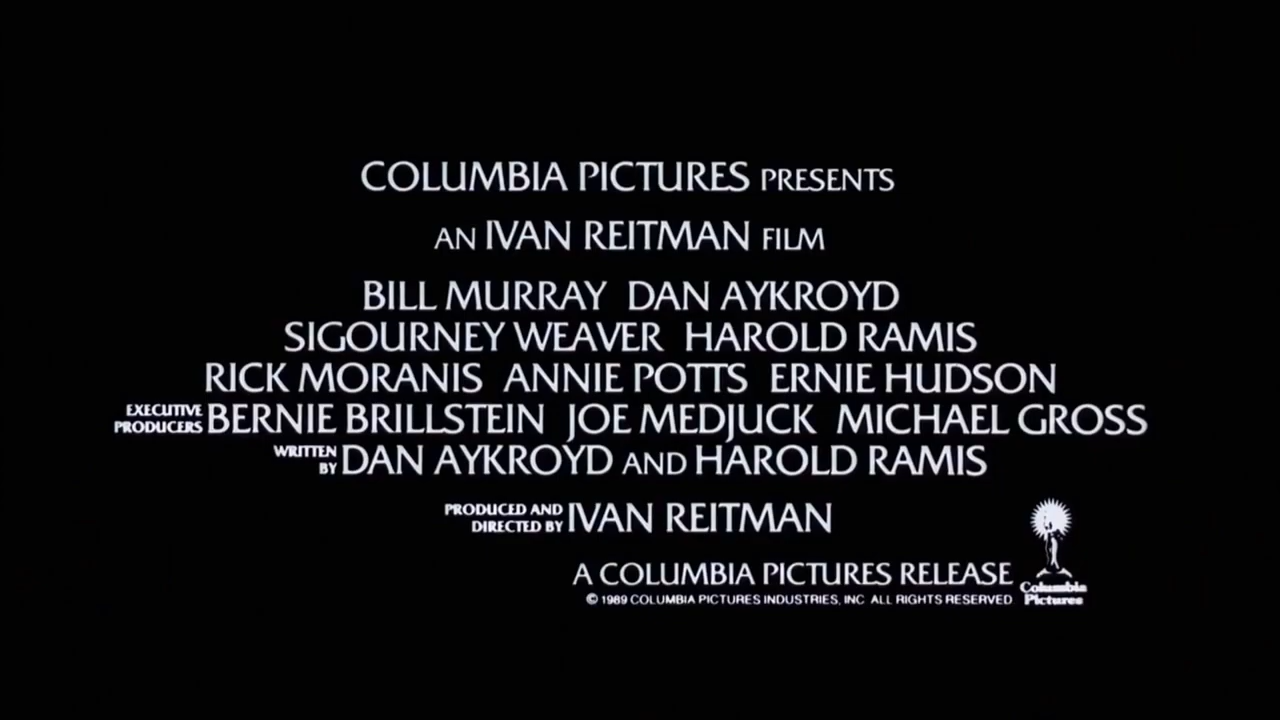 COLUMBIA PICTURES PRESENTS
AN IVAN REITMAN FILM
BILL MURRAY DAN AYKROYD
SIGOURNEY WEAVER HAROLD RAMIS
RICK MORANIS ANNIE POTTS ERNIE HUDSON
EXECUTIVE PRODUCERS BERNIE BRILLSTEIN JOE MEDJUCK MICHAEL GROSS
WRITTEN BY DAN AYKROYD AND HAROLD RAMIS
PRODUCED AND DIRECTED BY IVAN REITMAN
A COLUMBIA PICTURES RELEASE
© 1989 COLUMBIA PICTURES INDUSTRIES, INC ALL RIGHTS RESERVED
Columbia
Pictures